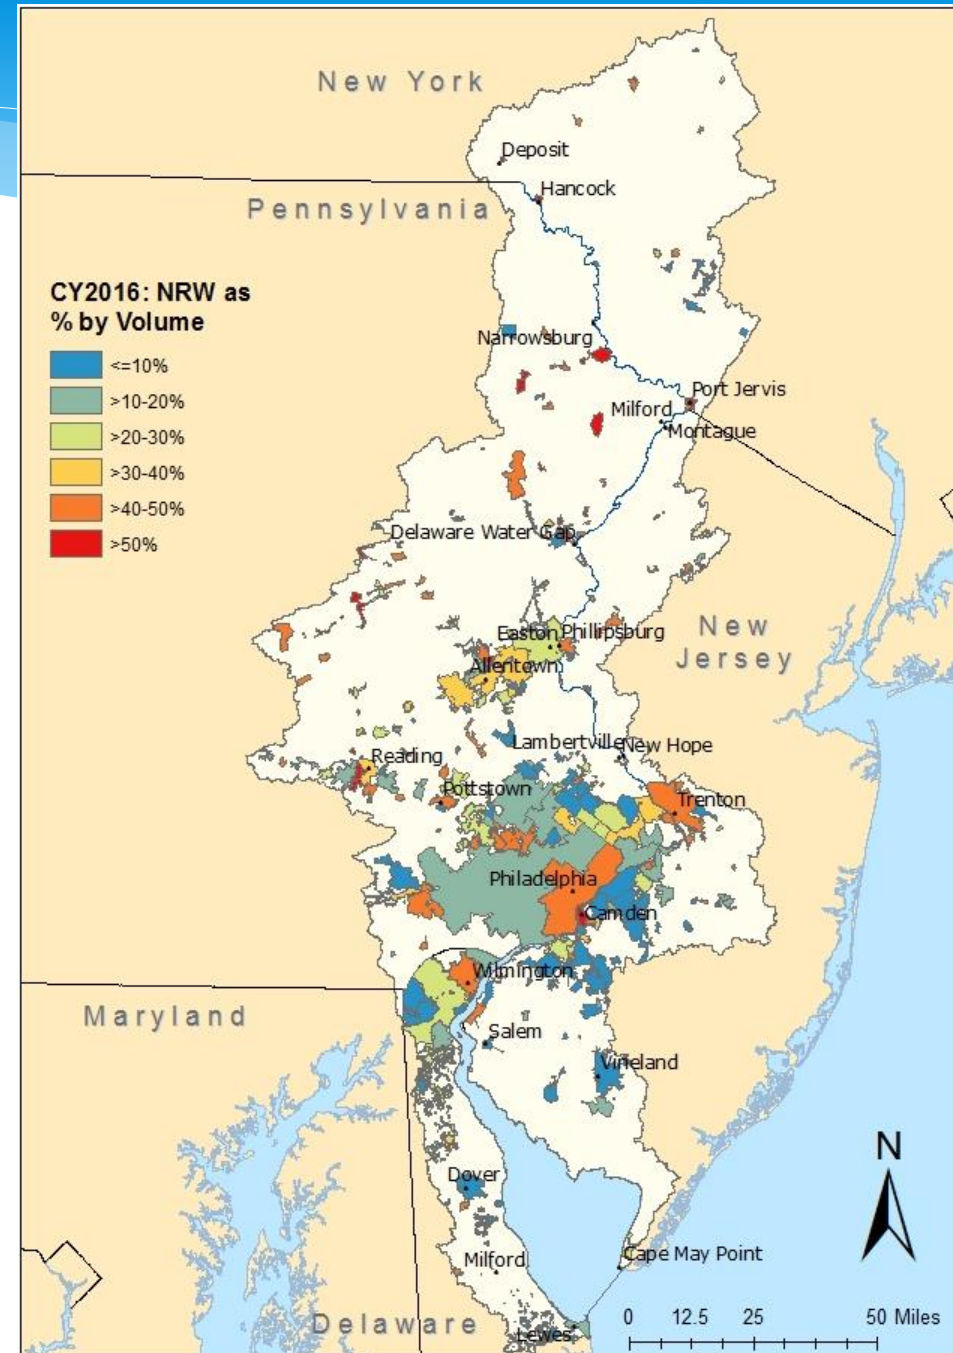 New York
Deposit
Hancock
Pennsylvania
CY2016: NRW as
% by Volume
<=10%
>10-20%
>20-30%
>30-40%
>40-50%
>50%
Narrowsburg
Port Jervis
Milford
Montague
Delaware Water Gap
New
Jersey
Easton
Phillipsburg
Allentown
Lambertville
New Hope
Reading
Pottstown
Trenton
Philadelphia
Camden
Wilmington
Maryland
Salem
Vineland
N
Dover
Milford
Cape May Point
Delaware
Lewes
0 12.5 25 50 Miles